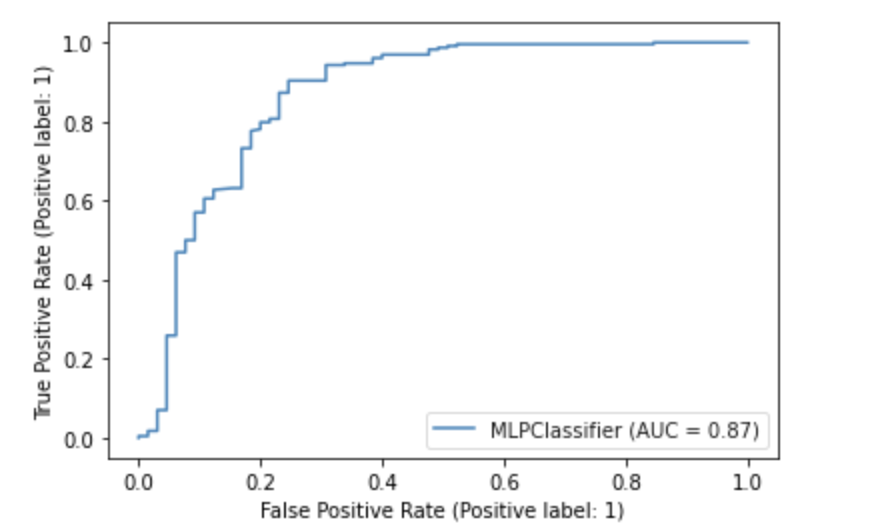 1.0
0.8
0.6
0.4
0.2
0.0
True Positive Rate (Positive label: 1)
MLPClassifier (AUC = 0.87)
0.0 0.2 0.4 0.6 0.8 1.0
False Positive Rate (Positive label: 1)